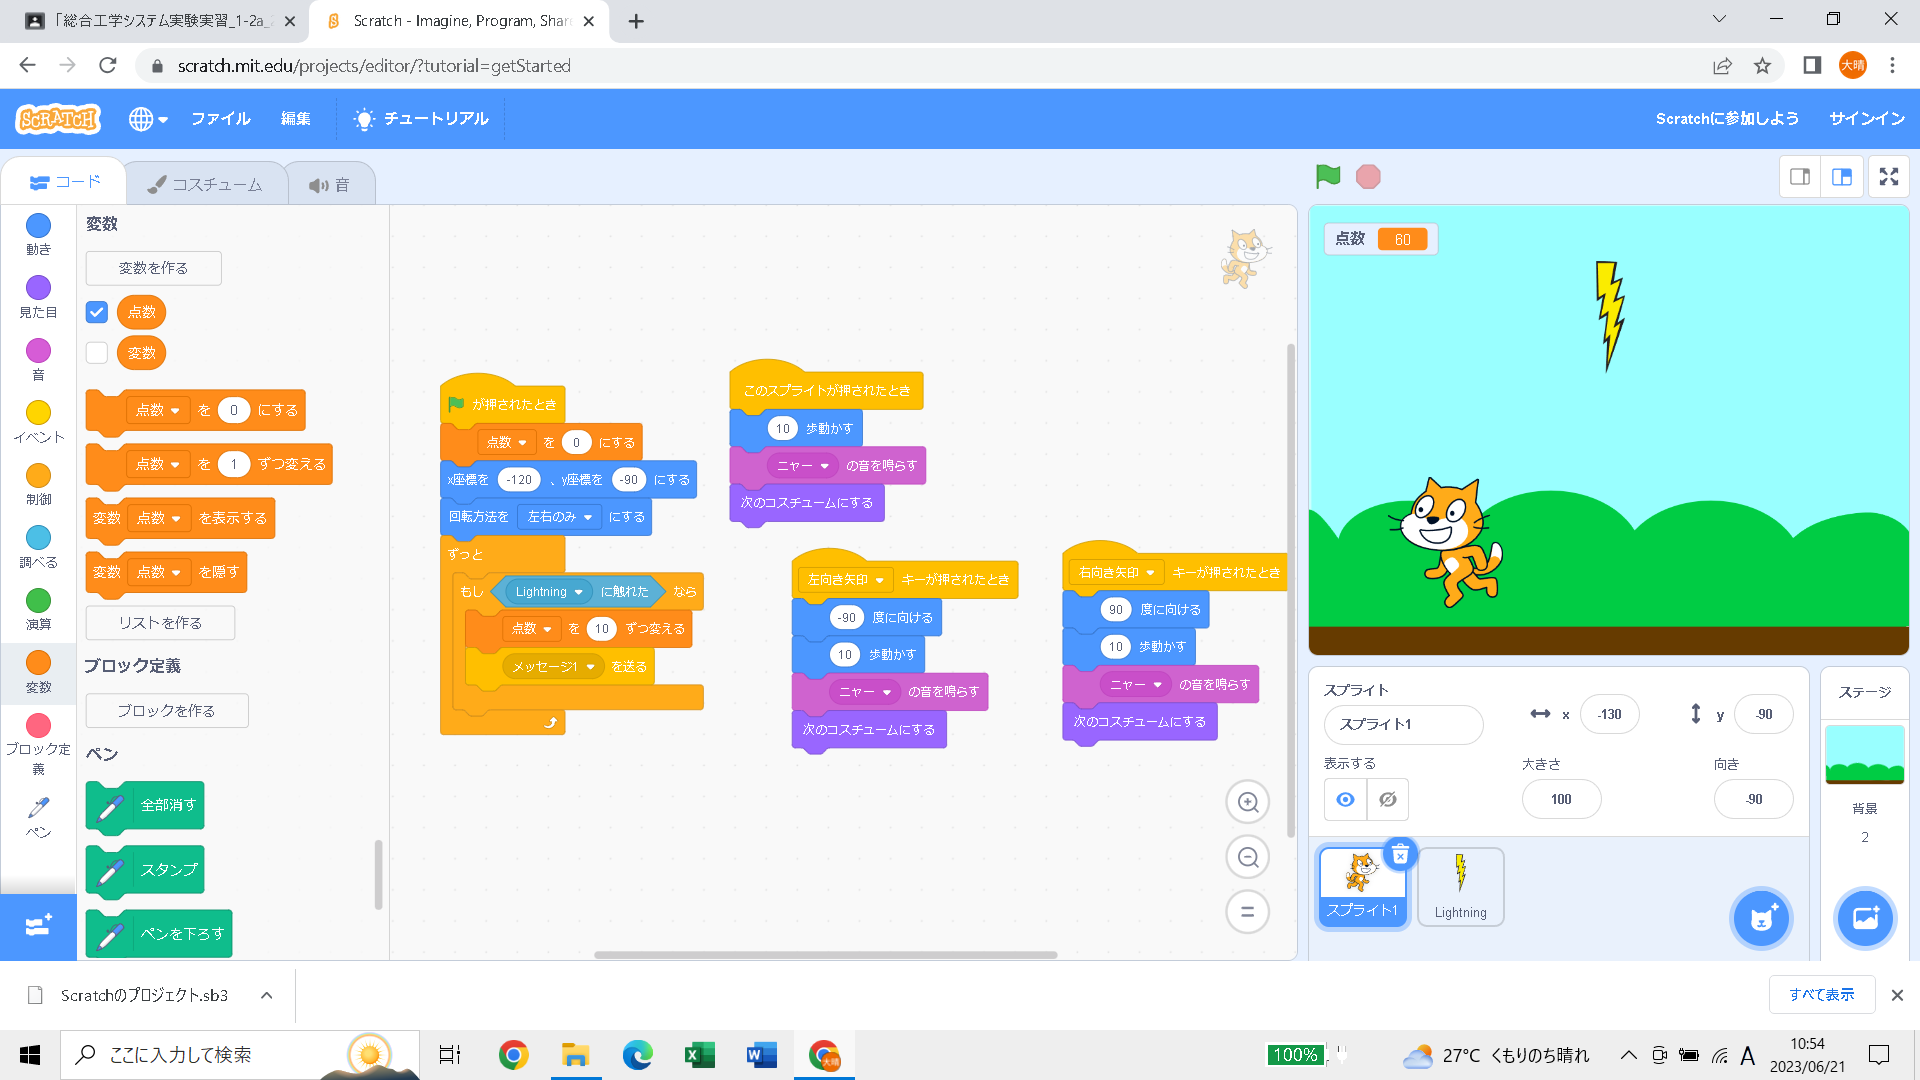 「総合工学システム実験実習_1-2a_
Scratch - Imagine, Program, Shar
scratch.mit.edu/projects/editor/?tutorial=getStarted
大晴
SCRATCH
ファイル
編集
チュートリアル
Scratchに参加しよう
サインイン
コード
コスチューム
音
動き
見た目
音
イベント
制御
調べる
演算
変数
ブロック定
義
ペン
変数
変数を作る
点数
変数
点数 を 0 にする
点数 を 1 ずつ変える
変数 点数 を表示する
変数 点数 を隠す
リストを作る
ブロック定義
ブロックを作る
ペン
全部消す
スタンプ
ペンを下ろす
が押されたとき
点数 を 0 にする
x座標を -120 、y座標を -90 にする
回転方法を 左右のみ にする
ずっと
もし Lightning に触れた なら
点数 を 10 ずつ変える
メッセージ1 を送る
このスプライトが押されたとき
10 歩動かす
ニャー の音を鳴らす
次のコスチュームにする
左向き矢印 キーが押されたとき
-90 度に向ける
10 歩動かす
ニャー の音を鳴らす
次のコスチュームにする
右向き矢印 キーが押されたとき
90 度に向ける
10 歩動かす
ニャー の音を鳴らす
次のコスチュームにする
点数 60
スプライト
スプライト1
x -130
y -90
表示する
大きさ
100
向き
-90
スプライト1
Lightning
ステージ
背景
2
Scratchのプロジェクト.sb3
すべて表示
ここに入力して検索
100%
27°C くもりのち晴れ
A
10:54
2023/06/21